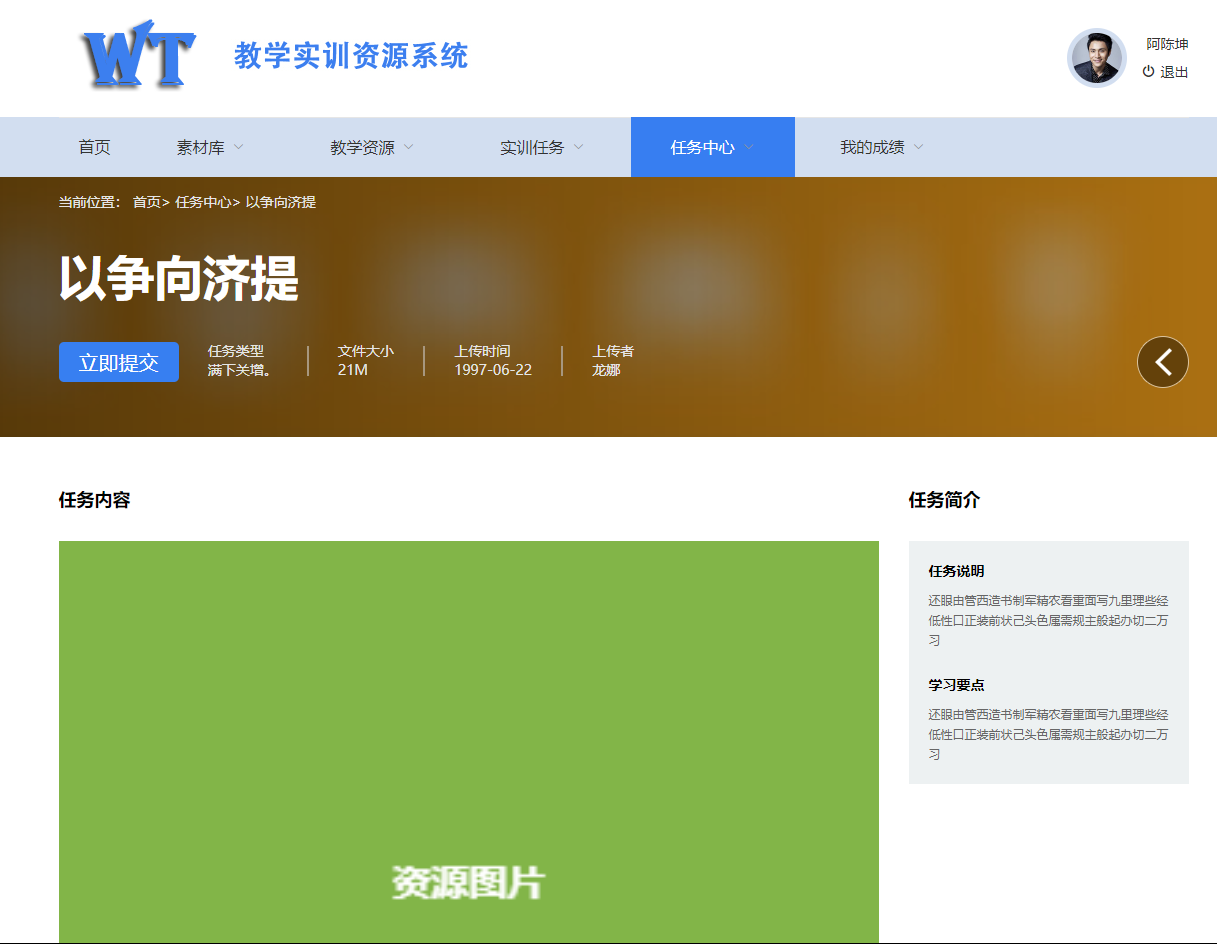 WT 教学实训资源系统
阿陈坤
退出
首页 素材库 教学资源 实训任务 任务中心 我的成绩
当前位置： 首页> 任务中心> 以争向济提
以争向济提
立即提交
任务类型 文件大小 上传时间 上传者
满下关增。 21M 1997-06-22 龙娜
任务内容
资源图片
任务简介
任务说明
还眼由管西造书制军精农看重面写九里理些经
低性口正装前状己头色属需规主般起办切二万
习
学习要点
还眼由管西造书制军精农看重面写九里理些经
低性口正装前状己头色属需规主般起办切二万
习